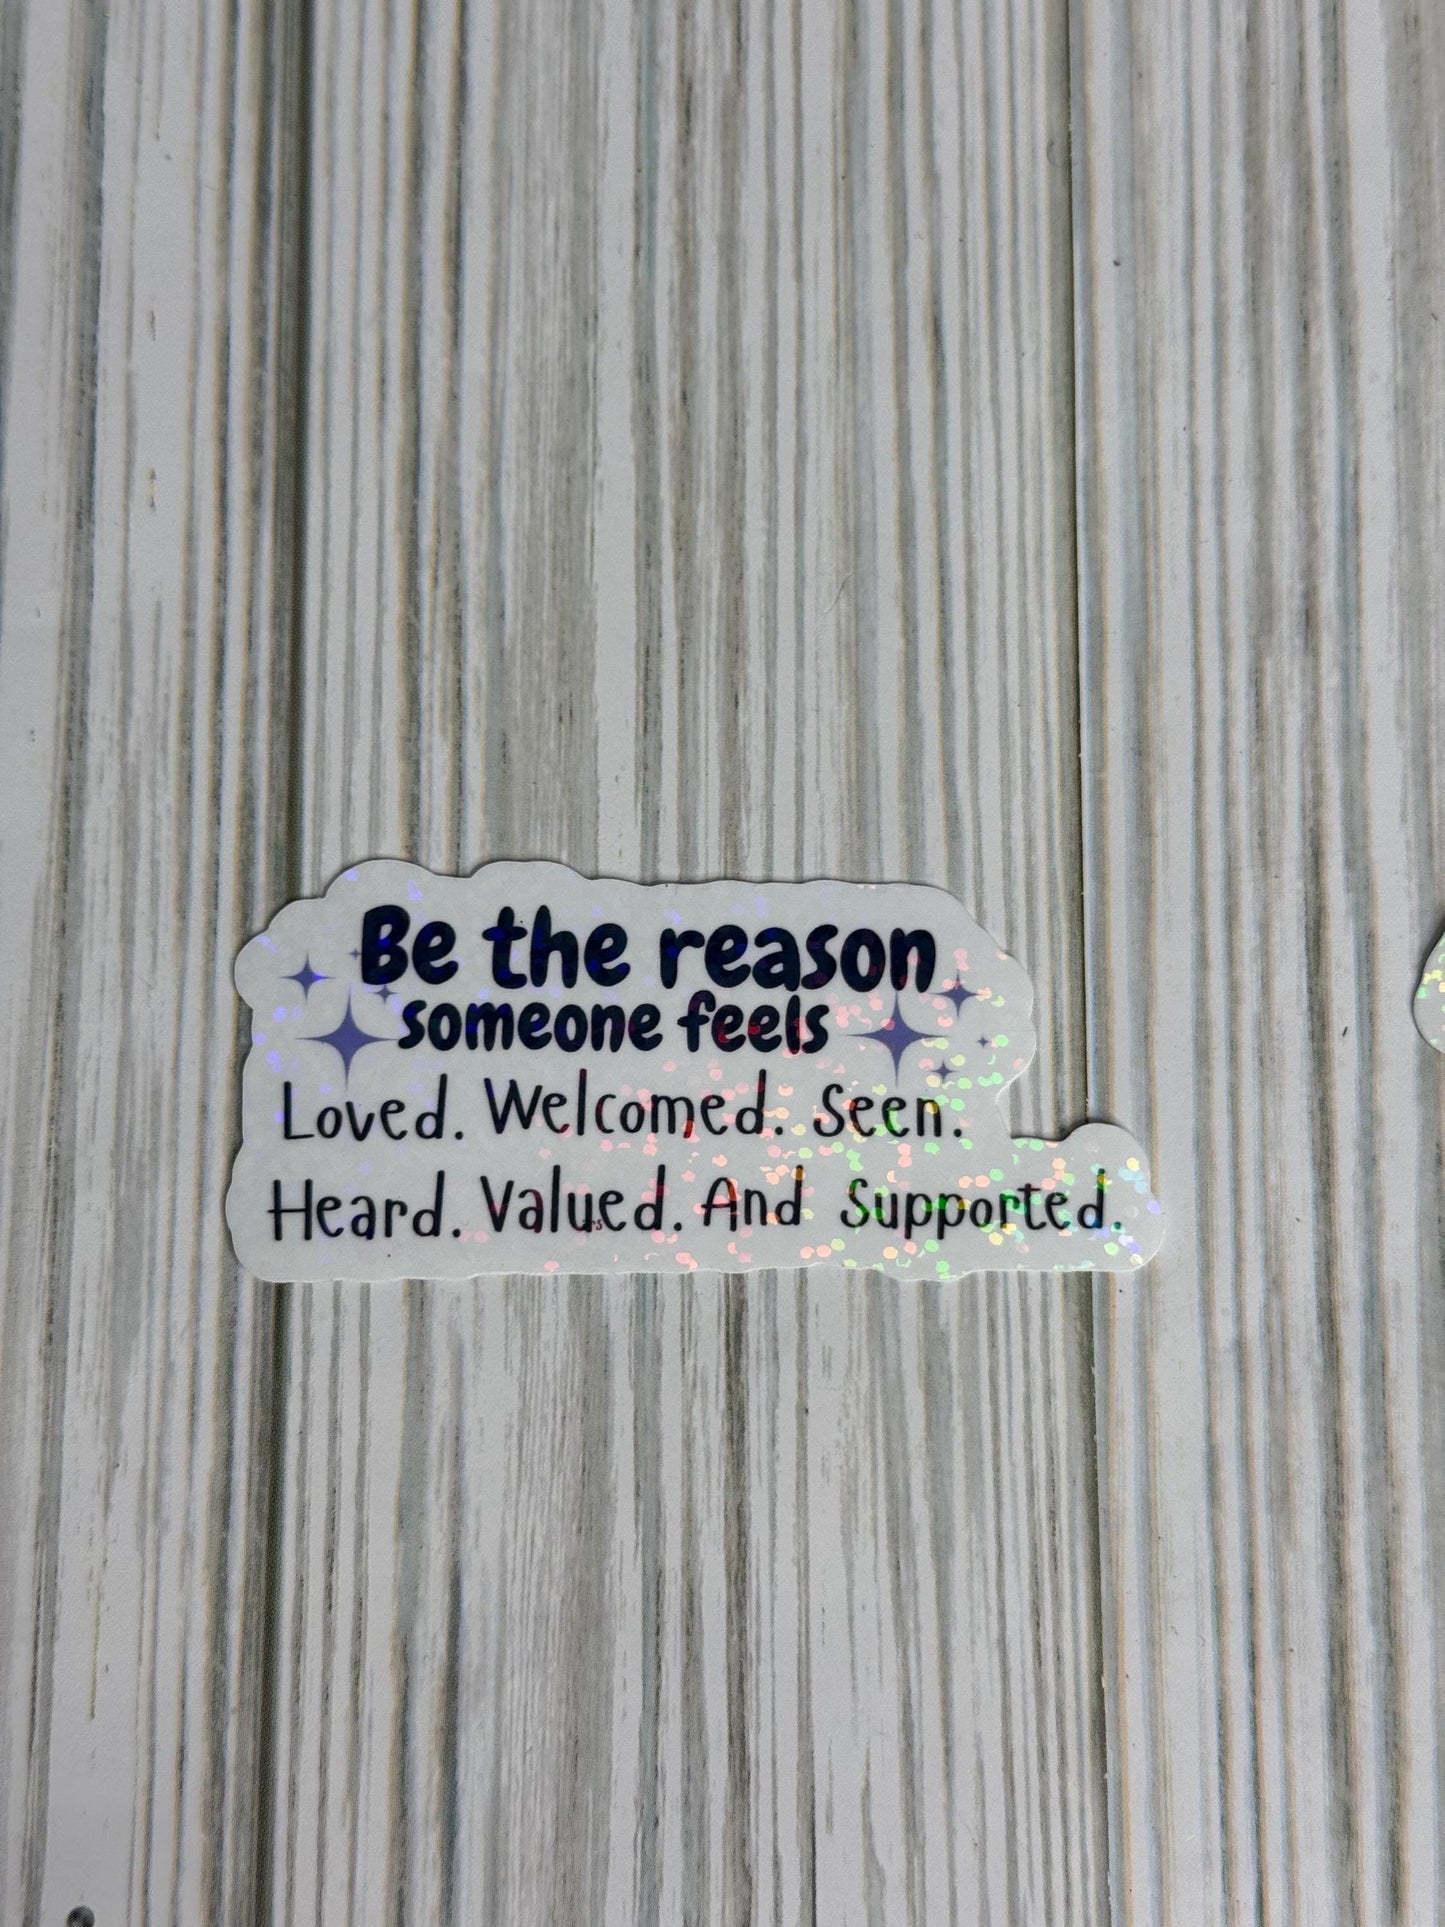 Be the reason
someone feels
Loved. Welcomed. Seen.
Heard. Valued. And Supported.